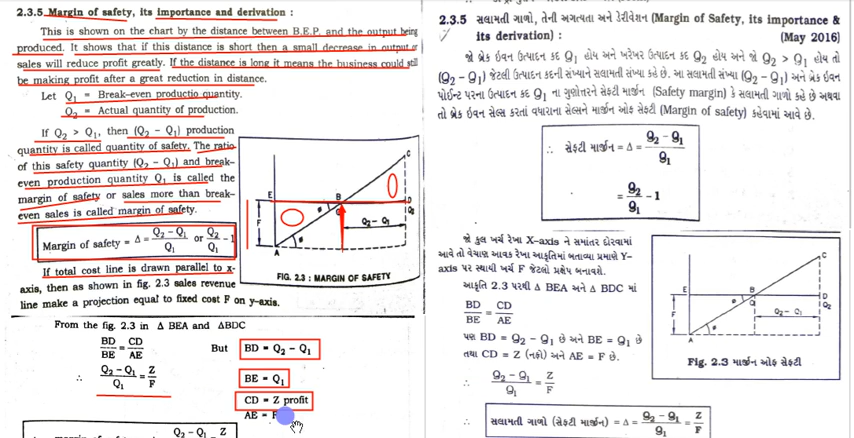 2.3.5 Margin of safety, its importance and derivation :
This is shown on the chart by the distance between B.E.P. and the output being
produced. It shows that if this distance is short then a small decrease in output or
sales will reduce profit greatly. If the distance is long it means the business could still
be making profit after a great reduction in distance.
Let Q₁ = Break-even production quantity.
Q₂ = Actual quantity of production.
If Q₂ > Q₁, then (Q₂ – Q₁) production
quantity is called quantity of safety. The ratio
of this safety quantity (Q₂ – Q₁) and break-
even production quantity Q₁ is called the
margin of safety or sales more than break-
even sales is called margin of safety.
Margin of safety = Δ = (Q₂ – Q₁)/Q₁ or Q₂/Q₁ – 1
If total cost line is drawn parallel to x-
axis, then as shown in fig. 2.3 sales revenue
line make a projection equal to fixed cost F on y-axis.
E B C D
F Q₂ – Q₁ Q₂
A
FIG. 2.3 : MARGIN OF SAFETY
From the fig. 2.3 in Δ BEA and ΔBDC
BD/BE = CD/AE But BD = Q₂ – Q₁
∴ (Q₂ – Q₁)/Q₁ = Z/F BE = Q₁
CD = Z profit
AE = F
Q₂ – Q₁ Z
2.3.5 સલામતી ગાળો, તેની અગત્યતા અને ડેરીવેશન (Margin of Safety, its importance &
its derivation) : (May 2016)
જો બ્રેક ઇવન ઉત્પાદન કદ Q₁ હોય અને ખરેખર ઉત્પાદન કદ Q₂ હોય અને જો Q₂ > Q₁ હોય તો
(Q₂ – Q₁) જેટલી ઉત્પાદન કદની સંખ્યાને સલામતી સંખ્યા કહે છે. આ સલામતી સંખ્યા (Q₂ – Q₁) અને બ્રેક ઇવન
પોઈન્ટ પરના ઉત્પાદન કદ Q₁ ના ગુણોત્તરને સેફટી માર્જીન (Safety margin) કે સલામતી ગાળો કહે છે અથવા
તો બ્રેક ઇવન સેલ્સ કરતાં વધારાના સેલ્સને માર્જીન ઓફ સેફ્ટી (Margin of safety) કહેવામાં આવે છે.
∴ સેફ્ટી માર્જીન = Δ = (Q₂ – Q₁)/Q₁
= Q₂/Q₁ – 1
જો કુલ ખર્ચ રેખા X-axis ને સમાંતર દોરવામાં
આવે તો વેચાણ આવક રેખા આકૃતિમાં બતાવ્યા પ્રમાણે Y-
axis પર સ્થાયી ખર્ચ F જેટલો પ્રક્ષેપ બનાવશે.
આકૃતિ 2.3 પરથી Δ BEA અને Δ BDC માં
BD/BE = CD/AE
પણ BD = Q₂ – Q₁ છે અને BE = Q₁ છે
તથા CD = Z (નફો) અને AE = F છે.
∴ (Q₂ – Q₁)/Q₁ = Z/F
E B C D
F Q₂ – Q₁ Q₂
A
Fig. 2.3 માર્જીન ઓફ સેફ્ટી
∴ સલામતી ગાળો (સેફ્ટી માર્જીન) = Δ = (Q₂ – Q₁)/Q₁ = Z/F